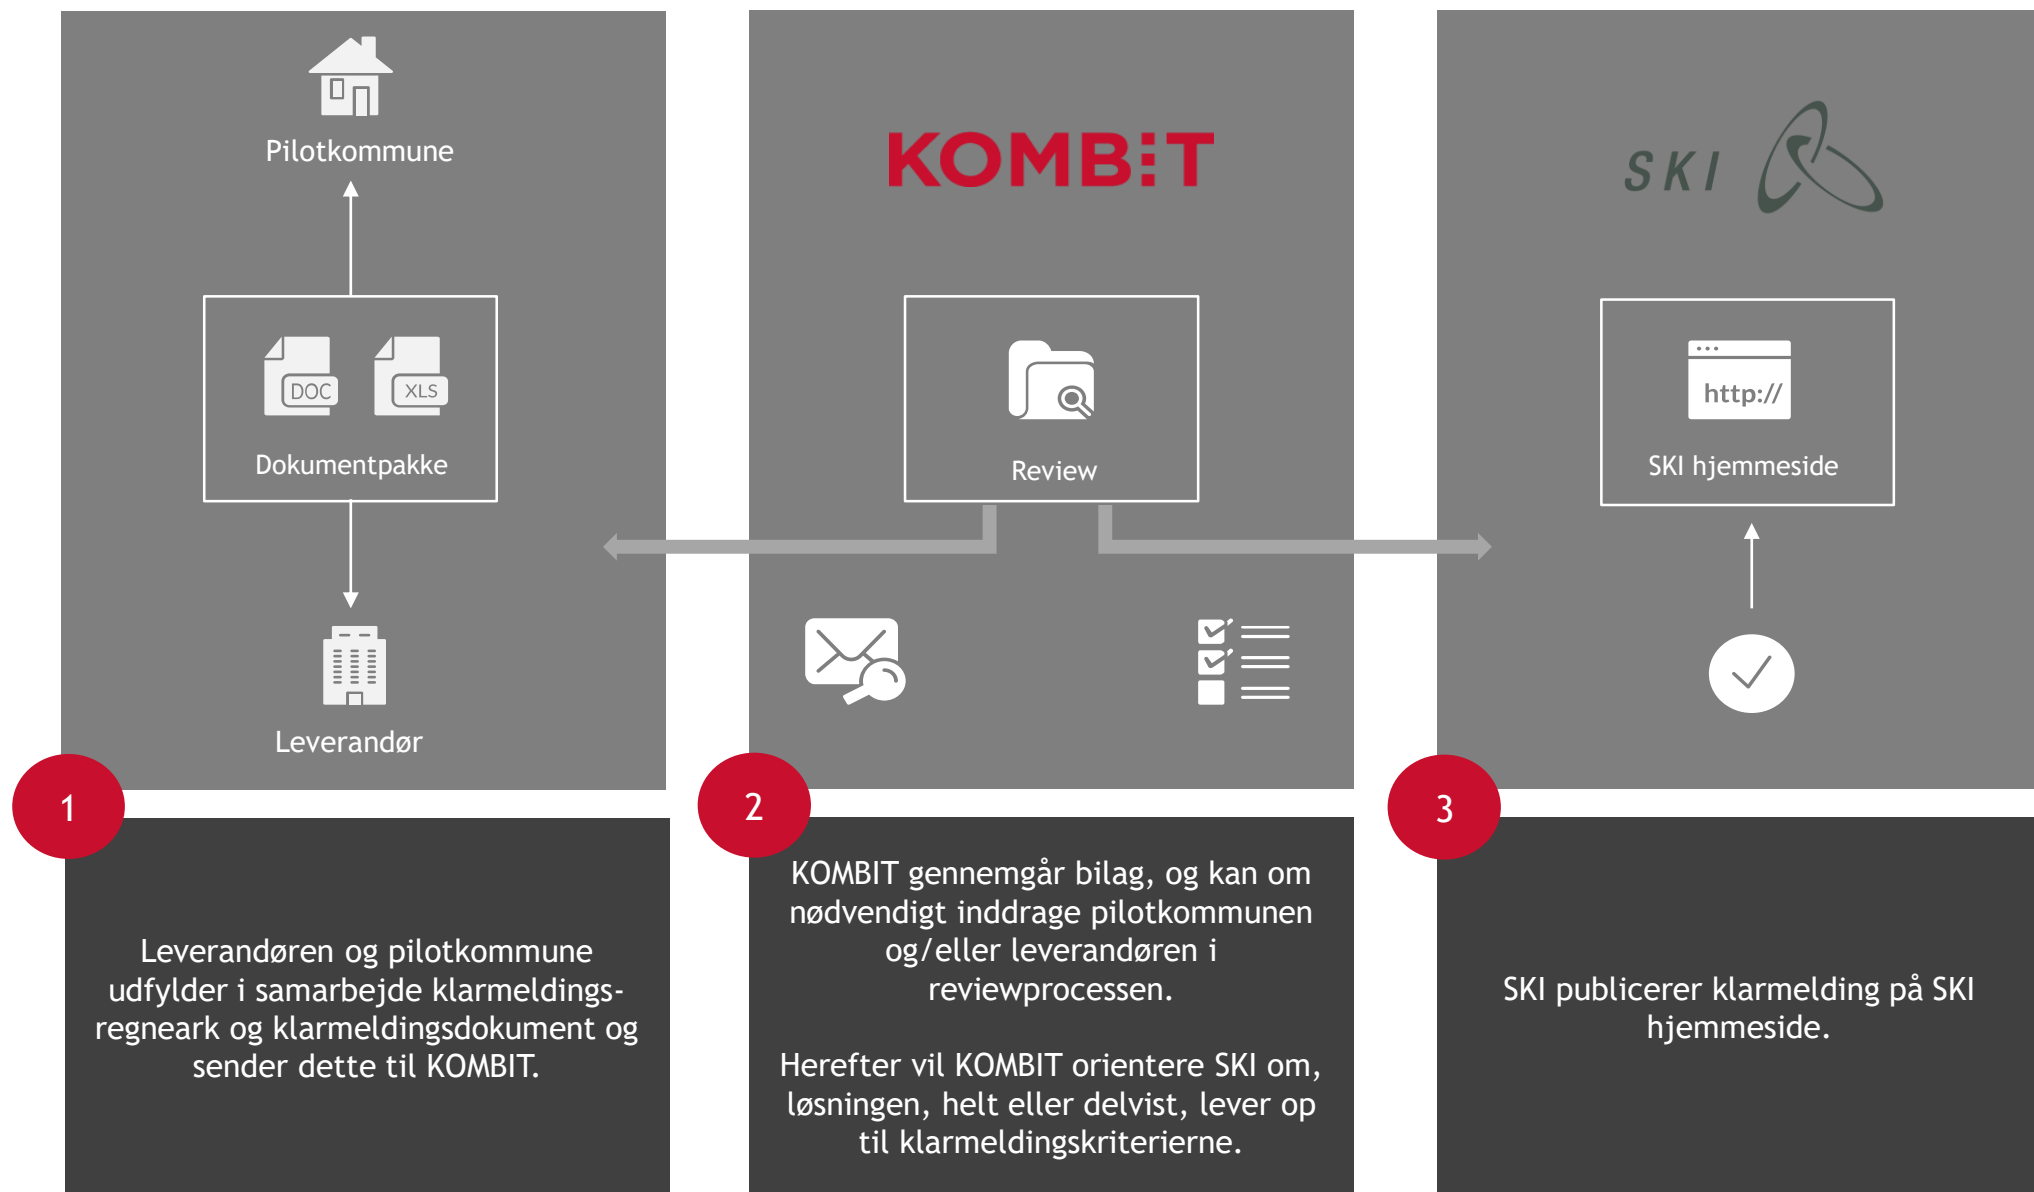 Pilotkommune
DOC
XLS
Dokumentpakke
Leverandør
1
Leverandøren og pilotkommune
udfylder i samarbejde klarmeldings-
regneark og klarmeldingsdokument og
sender dette til KOMBIT.
KOMBIT
Review
2
KOMBIT gennemgår bilag, og kan om
nødvendigt inddrage pilotkommunen
og/eller leverandøren i
reviewprocessen.
Herefter vil KOMBIT orientere SKI om,
løsningen, helt eller delvist, lever op
til klarmeldingskriterierne.
SKI
http://
SKI hjemmeside
3
SKI publicerer klarmelding på SKI
hjemmeside.